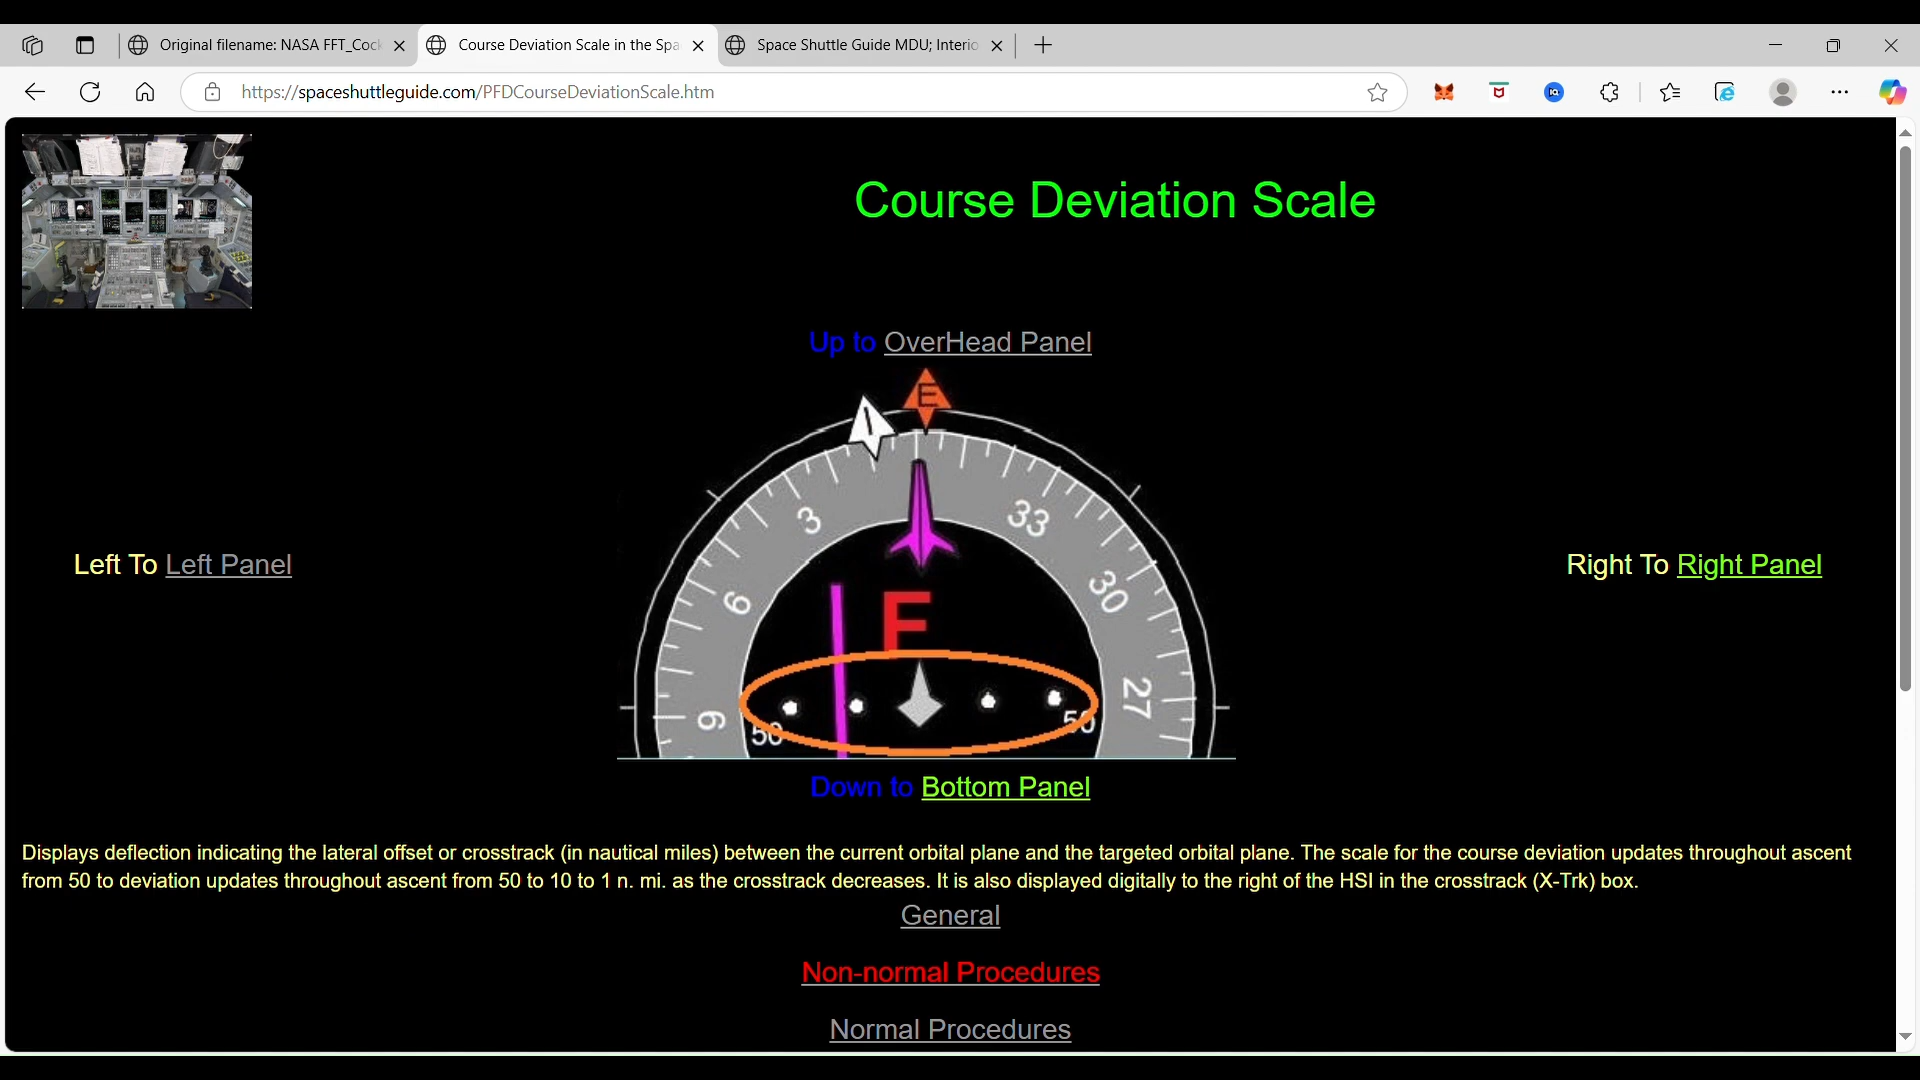 Original filename: NASA FFT_Cock
Course Deviation Scale in the Spa
Space Shuttle Guide MDU; Interio
https://spaceshuttleguide.com/PFDCourseDeviationScale.htm
Course Deviation Scale
Up to OverHead Panel
E
3
33
Left To Left Panel
Right To Right Panel
6
30
F
9
27
50
50
Down to Bottom Panel
Displays deflection indicating the lateral offset or crosstrack (in nautical miles) between the current orbital plane and the targeted orbital plane. The scale for the course deviation updates throughout ascent
from 50 to deviation updates throughout ascent from 50 to 10 to 1 n. mi. as the crosstrack decreases. It is also displayed digitally to the right of the HSI in the crosstrack (X-Trk) box.
General
Non-normal Procedures
Normal Procedures